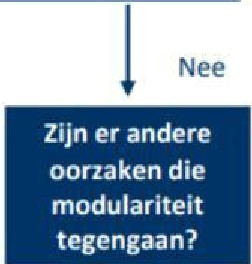 Nee
Zijn er andere
oorzaken die
modulariteit
tegengaan?